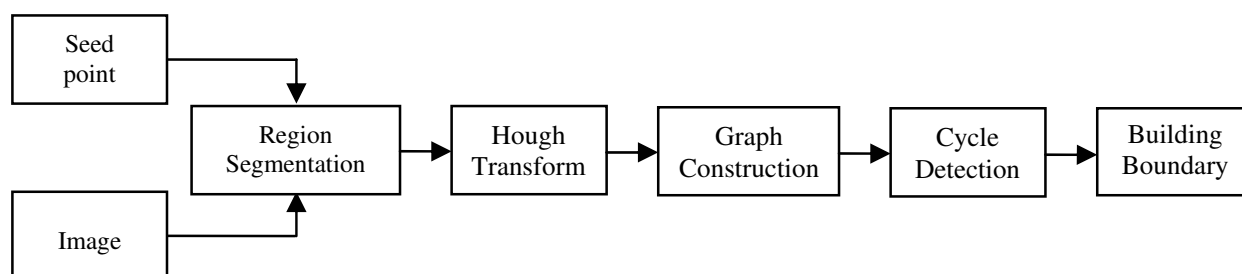 Seed
point
Region
Segmentation
Image
Hough
Transform
Graph
Construction
Cycle
Detection
Building
Boundary